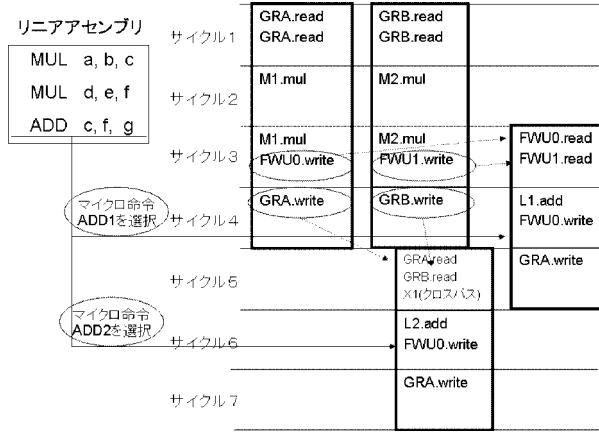 リニアアセンブリ
MUL a, b, c
MUL d, e, f
ADD c, f, g
サイクル1
GRA.read
GRA.read
GRB.read
GRB.read
サイクル2
M1.mul
M2.mul
サイクル3
M1.mul
FWU0.write
M2.mul
FWU1.write
FWU0.read
FWU1.read
マイクロ命令
ADD1を選択
サイクル4
GRA.write
GRB.write
L1.add
FWU0.write
サイクル5
GRA.read
GRB.read
X1(クロスパス)
GRA.write
マイクロ命令
ADD2を選択
サイクル6
L2.add
FWU0.write
サイクル7
GRA.write